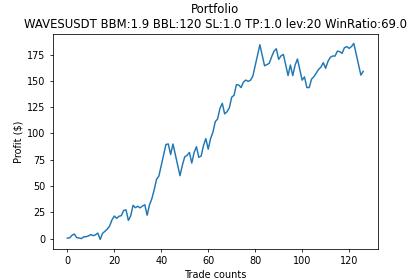 Portfolio
WAVESUSDT BBM:1.9 BBL:120 SL:1.0 TP:1.0 lev:20 WinRatio:69.0
175
150
125
100
75
50
25
0
Profit ($)
0 20 40 60 80 100 120
Trade counts